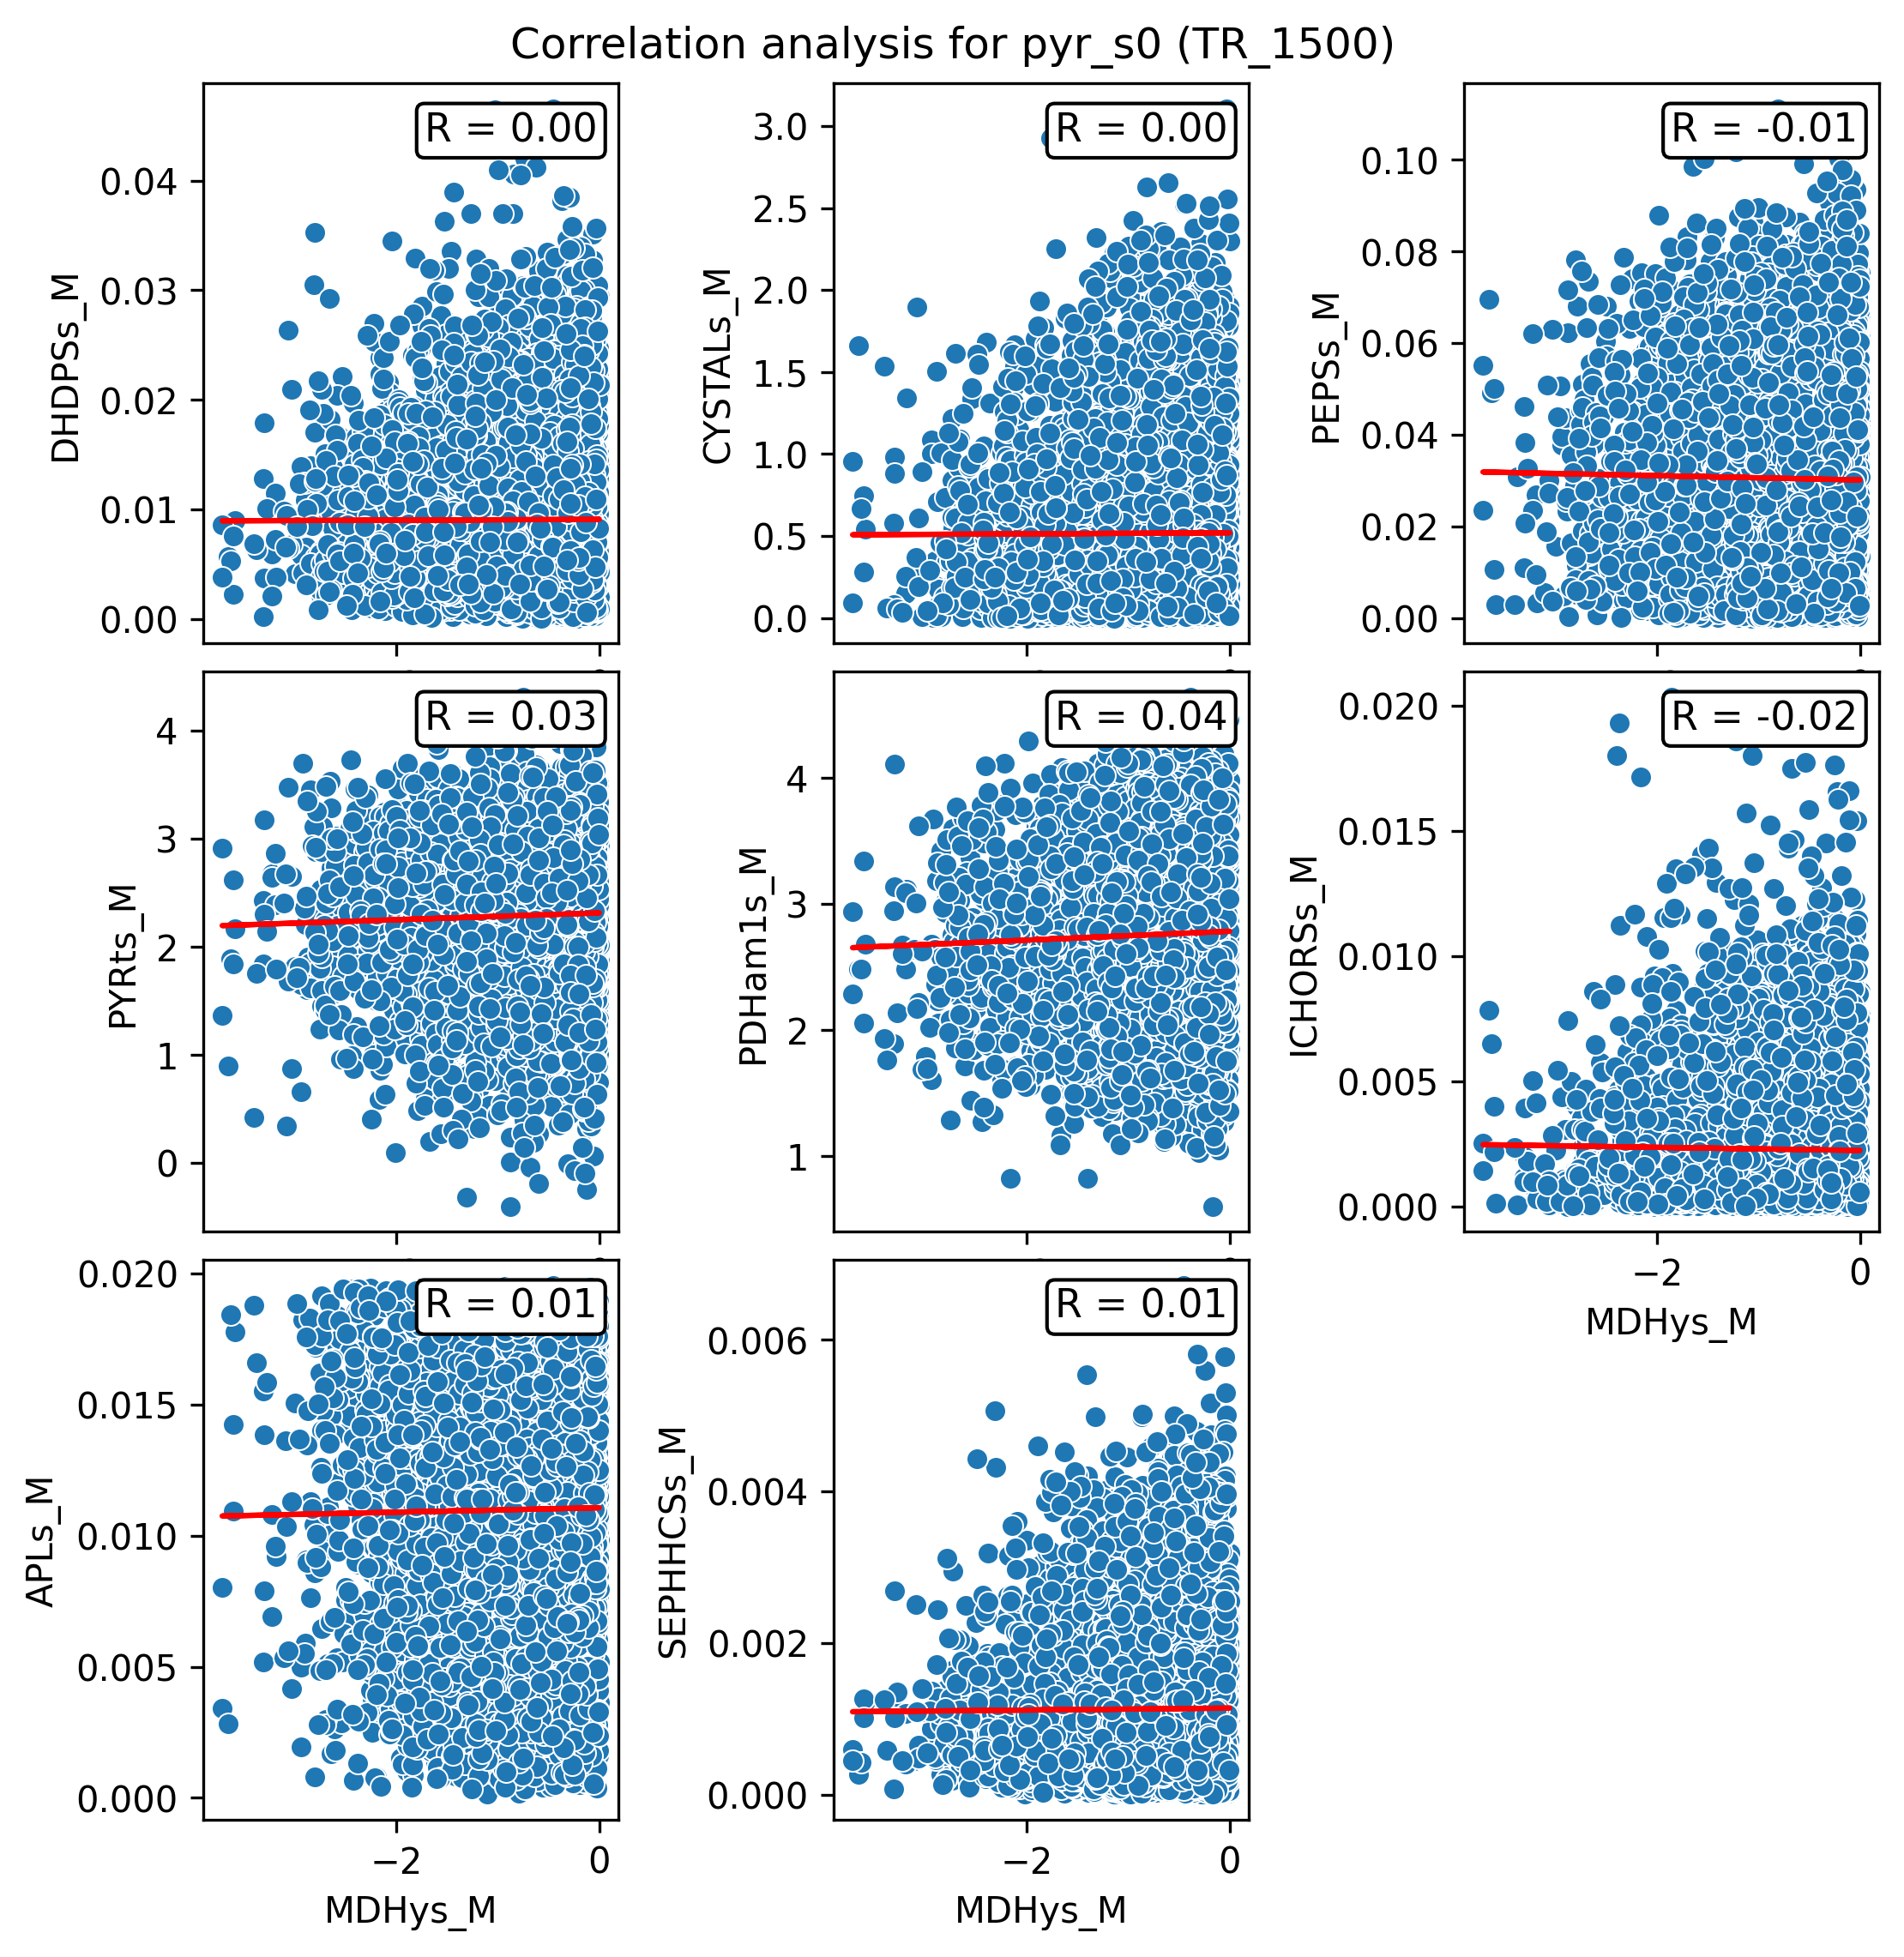 Correlation analysis for pyr_s0 (TR_1500)
R = 0.00
0.04
0.03
0.02
0.01
0.00
DHDPSs_M
R = 0.00
3.0
2.5
2.0
1.5
1.0
0.5
0.0
CYSTALs_M
R = -0.01
0.10
0.08
0.06
0.04
0.02
0.00
PEPSs_M
R = 0.03
4
3
2
1
0
PYRts_M
R = 0.04
4
3
2
1
PDHam1s_M
R = -0.02
0.020
0.015
0.010
0.005
0.000
ICHORSs_M
−2 0
MDHys_M
R = 0.01
0.020
0.015
0.010
0.005
0.000
APLs_M
−2 0
MDHys_M
R = 0.01
0.006
0.004
0.002
0.000
SEPHHCSs_M
−2 0
MDHys_M